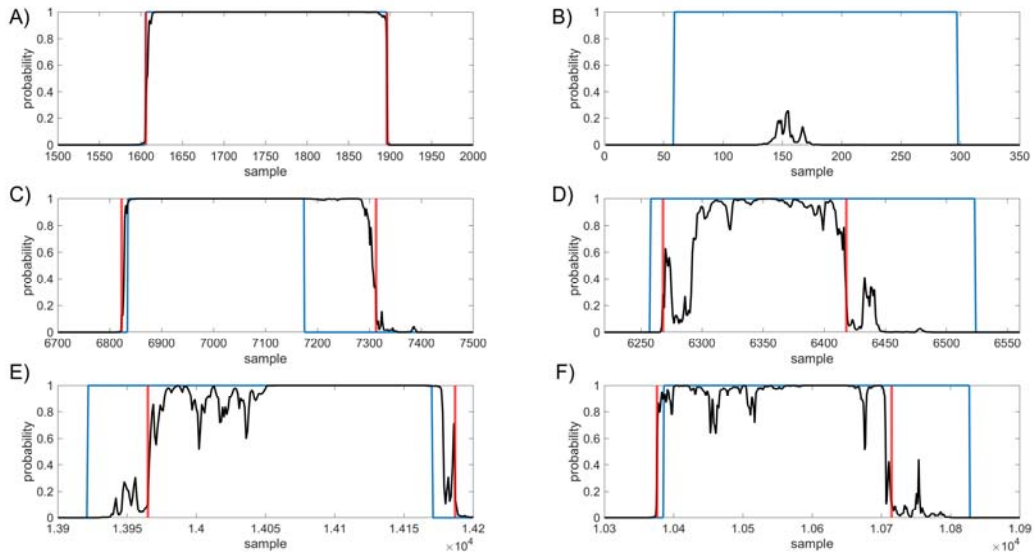 A)
probability
1
0.8
0.6
0.4
0.2
0
1500 1550 1600 1650 1700 1750 1800 1850 1900 1950 2000
sample
B)
probability
1
0.8
0.6
0.4
0.2
0
0 50 100 150 200 250 300 350
sample
C)
probability
1
0.8
0.6
0.4
0.2
0
6700 6800 6900 7000 7100 7200 7300 7400 7500
sample
D)
probability
1
0.8
0.6
0.4
0.2
0
6250 6300 6350 6400 6450 6500 6550
sample
E)
probability
1
0.8
0.6
0.4
0.2
0
1.39 1.395 1.4 1.405 1.41 1.415 1.42
sample
×10⁴
F)
probability
1
0.8
0.6
0.4
0.2
0
1.03 1.04 1.05 1.06 1.07 1.08 1.09
sample
×10⁴